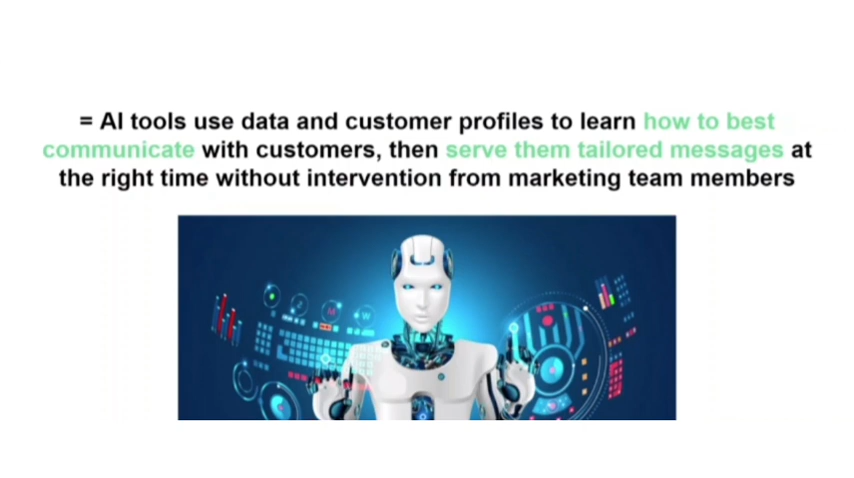 = AI tools use data and customer profiles to learn how to best
communicate with customers, then serve them tailored messages at
the right time without intervention from marketing team members
M
W